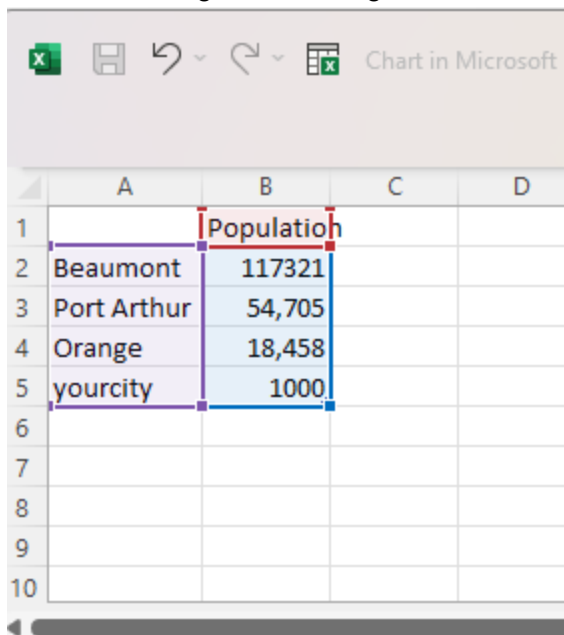 Chart in Microsoft
A B C D
1 Population
2 Beaumont 117321
3 Port Arthur 54,705
4 Orange 18,458
5 yourcity 1000
6
7
8
9
10